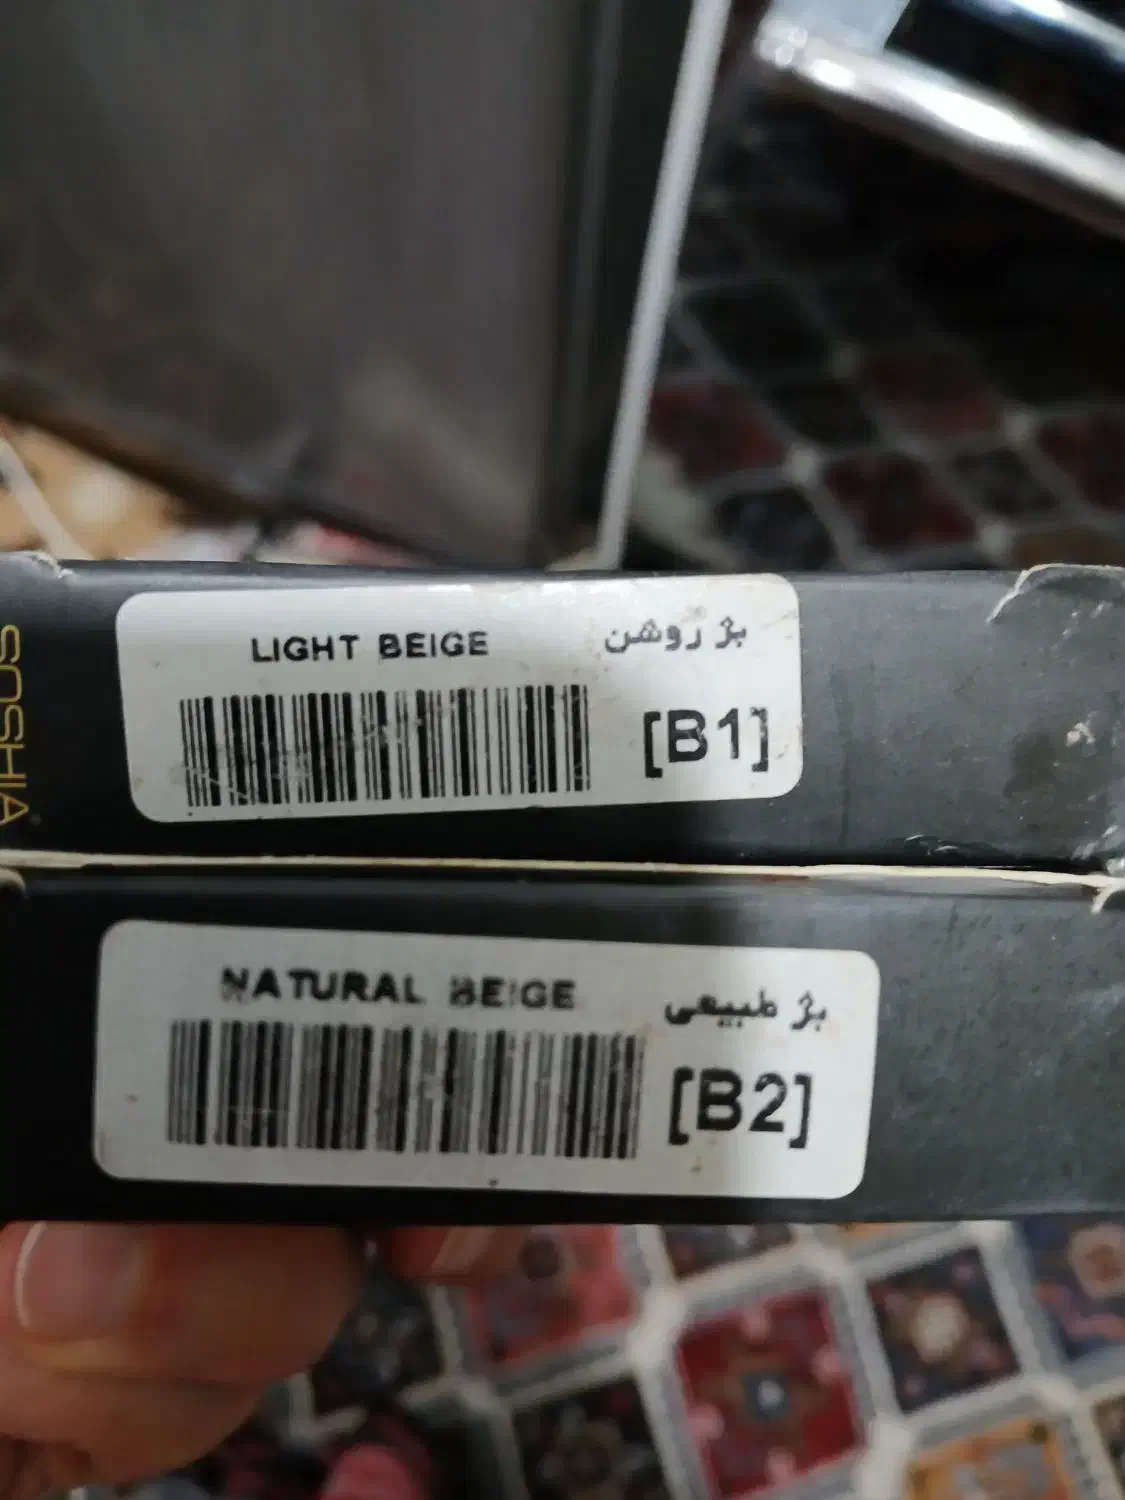 SOSHIA
LIGHT BEIGE
بژ روشن
[B1]
NATURAL BEIGE
بژ طبیعی
[B2]